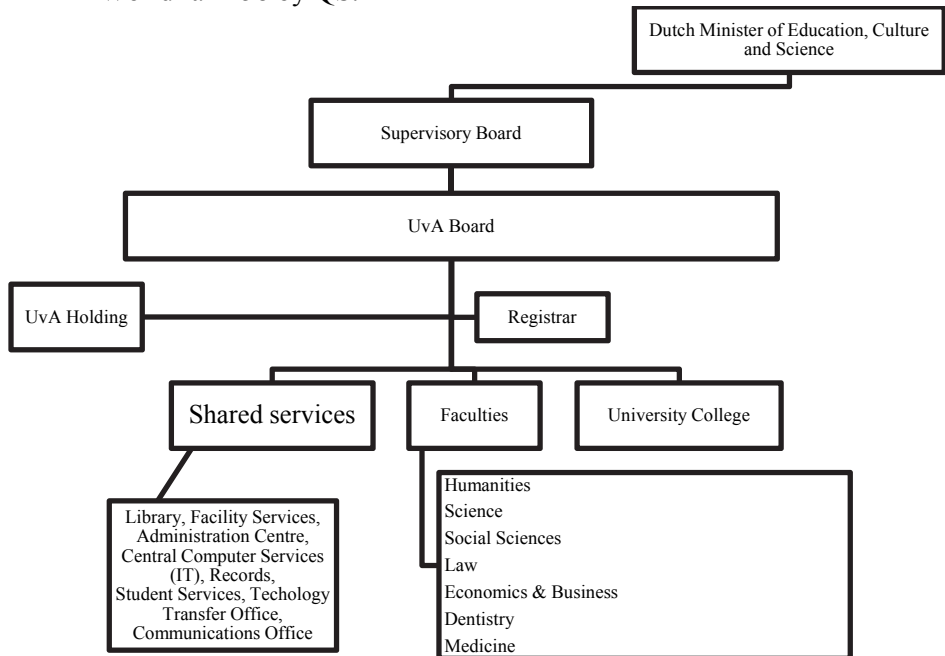 Dutch Minister of Education, Culture
and Science
Supervisory Board
UvA Board
UvA Holding
Registrar
Shared services
Faculties
University College
Library, Facility Services,
Administration Centre,
Central Computer Services
(IT), Records,
Student Services, Techology
Transfer Office,
Communications Office
Humanities
Science
Social Sciences
Law
Economics & Business
Dentistry
Medicine